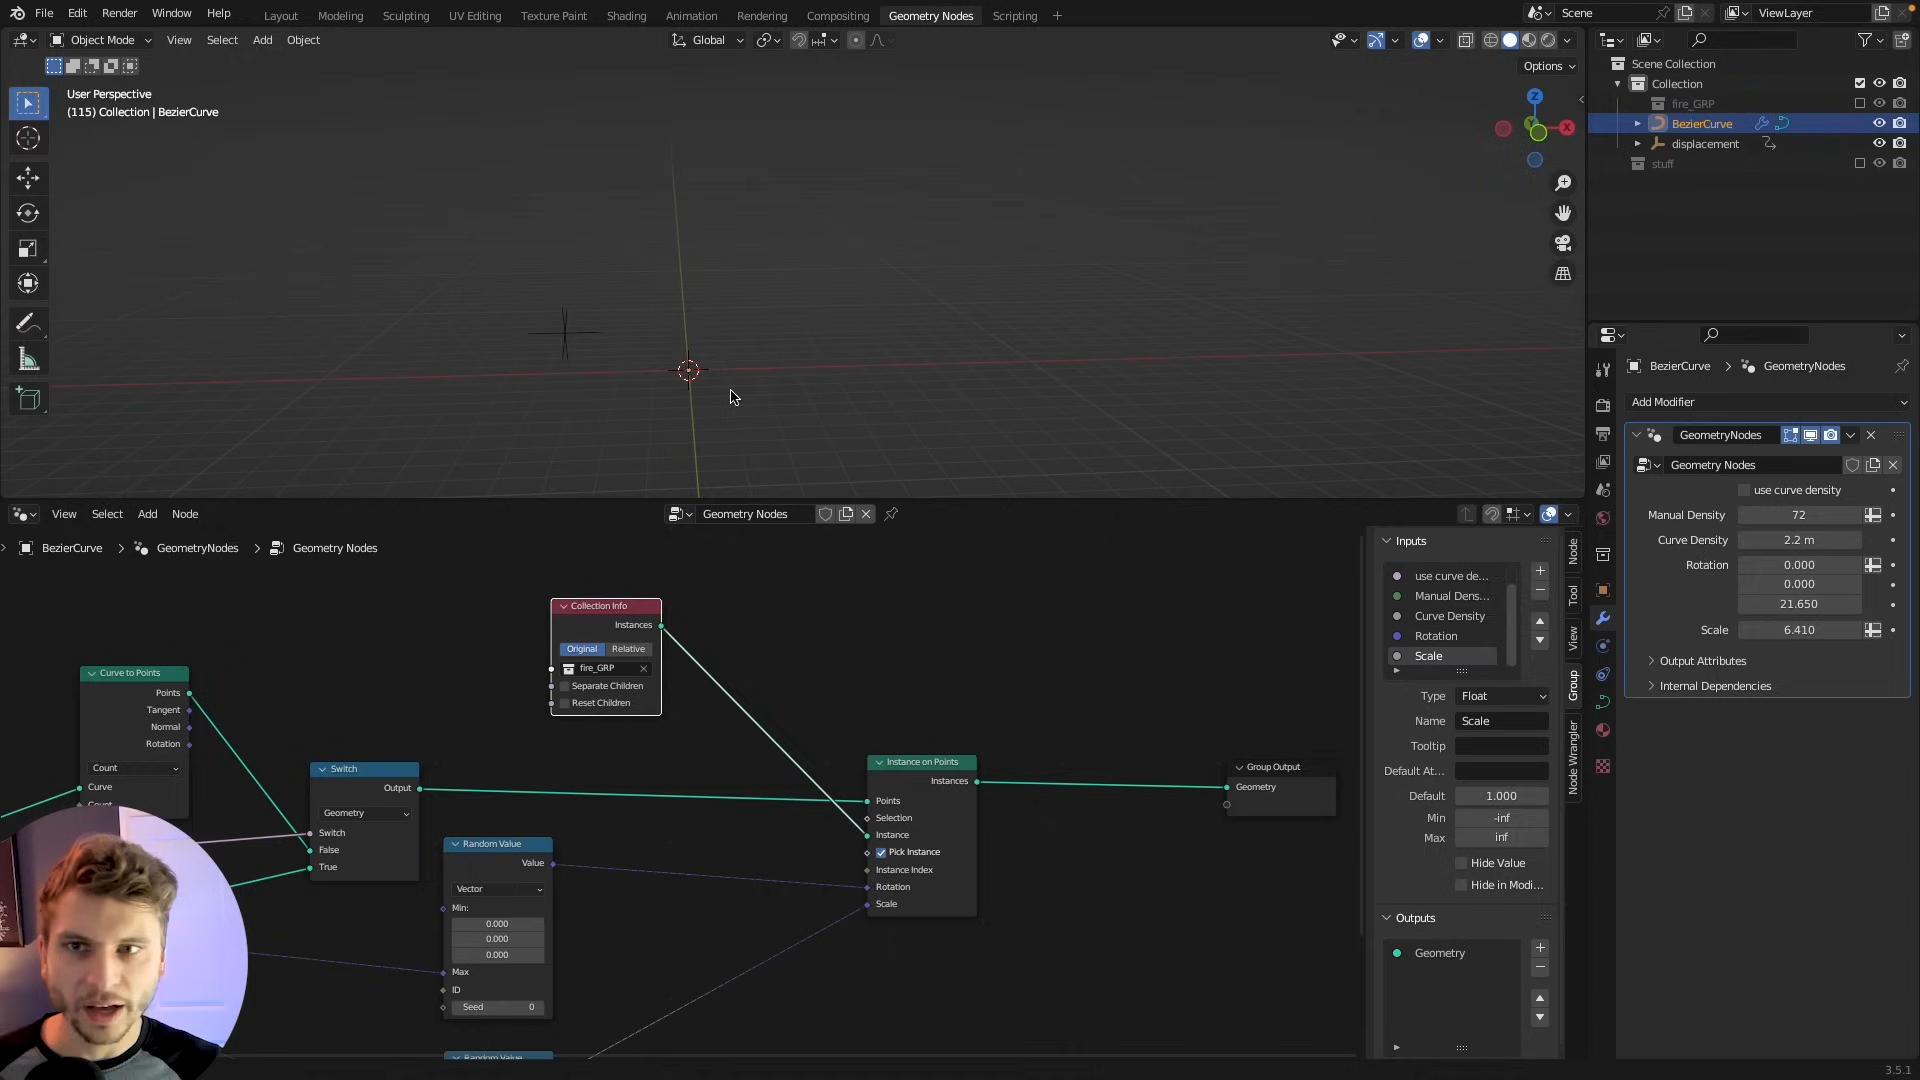 File Edit Render Window Help
Layout Modeling Sculpting UV Editing Texture Paint Shading Animation Rendering Compositing Geometry Nodes Scripting +
Scene
ViewLayer
Object Mode View Select Add Object
Global
Options
User Perspective
(115) Collection | BezierCurve
Z
Y
X
Scene Collection
Collection
fire_GRP
BezierCurve
displacement
stuff
BezierCurve > GeometryNodes
Add Modifier
GeometryNodes
Geometry Nodes
use curve density
Manual Density 72
Curve Density 2.2 m
Rotation 0.000
0.000
21.650
Scale 6.410
Output Attributes
Internal Dependencies
View Select Add Node
Geometry Nodes
BezierCurve > GeometryNodes > Geometry Nodes
Collection Info
Instances
Original Relative
fire_GRP
Separate Children
Reset Children
Curve to Points
Points
Tangent
Normal
Rotation
Count
Curve
Count
Switch
Output
Geometry
Switch
False
True
Random Value
Value
Vector
Min:
0.000
0.000
0.000
Max
ID
Seed 0
Random Value
Instance on Points
Instances
Points
Selection
Instance
Pick Instance
Instance Index
Rotation
Scale
Group Output
Geometry
Inputs
use curve de...
Manual Dens...
Curve Density
Rotation
Scale
Type Float
Name Scale
Tooltip
Default At...
Default 1.000
Min -inf
Max inf
Hide Value
Hide in Modi...
Outputs
Geometry
Node
Tool
View
Group
Node Wrangler
3.5.1